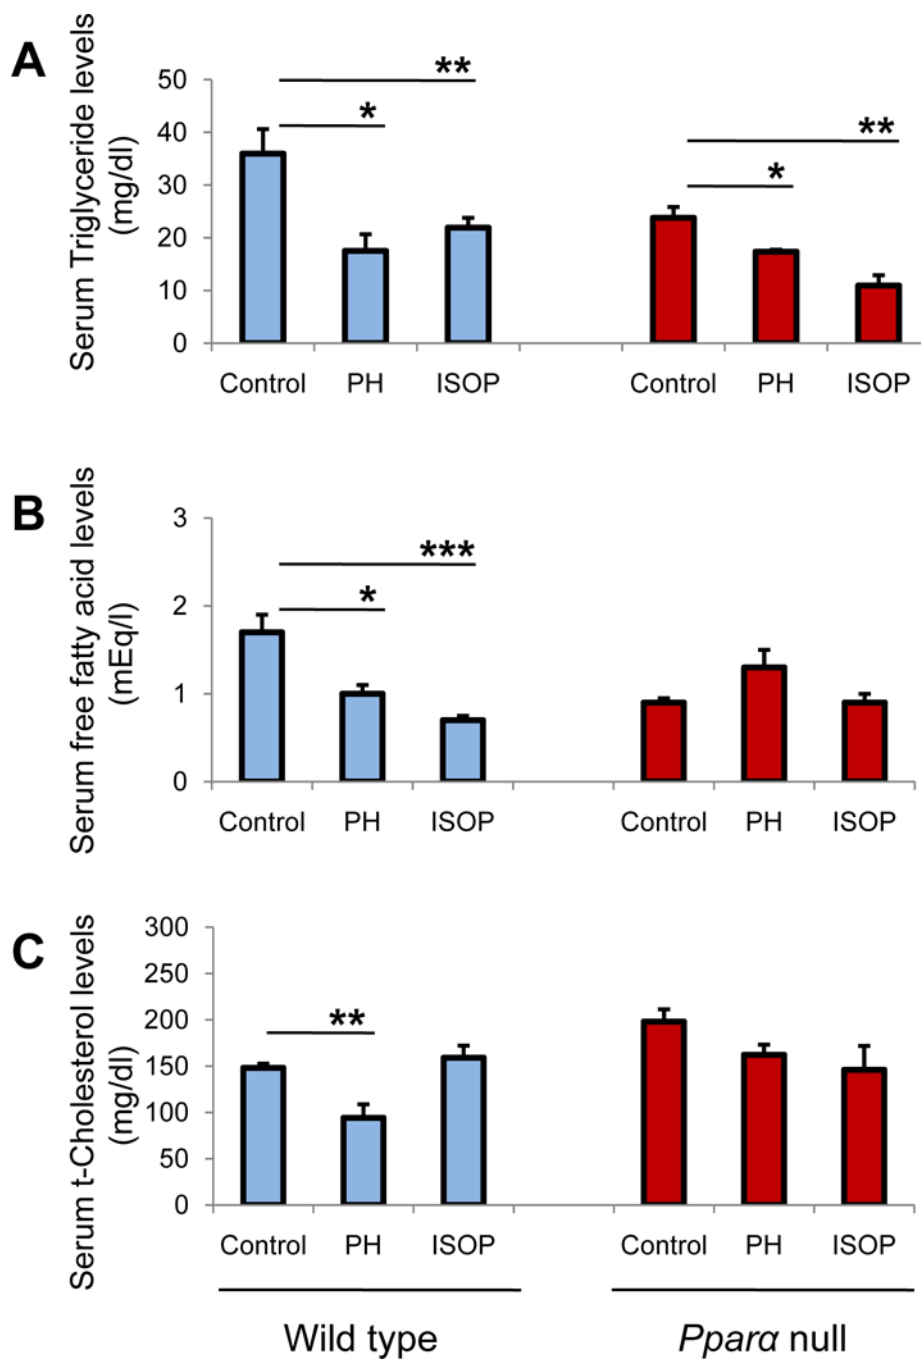 A
Serum Triglyceride levels
(mg/dl)
50
40
30
20
10
0
**
*
**
*
Control PH ISOP Control PH ISOP
B
Serum free fatty acid levels
(mEq/l)
3
2
1
0
***
*
Control PH ISOP Control PH ISOP
C
Serum t-Cholesterol levels
(mg/dl)
300
250
200
150
100
50
0
**
Control PH ISOP Control PH ISOP
Wild type Pparα null